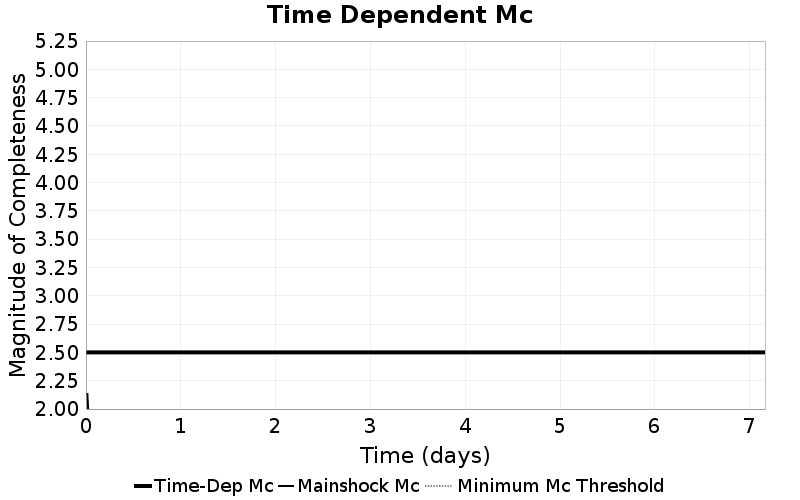 Time Dependent Mc
Magnitude of Completeness
5.25
5.00
4.75
4.50
4.25
4.00
3.75
3.50
3.25
3.00
2.75
2.50
2.25
2.00
0 1 2 3 4 5 6 7
Time (days)
Time-Dep Mc Mainshock Mc Minimum Mc Threshold